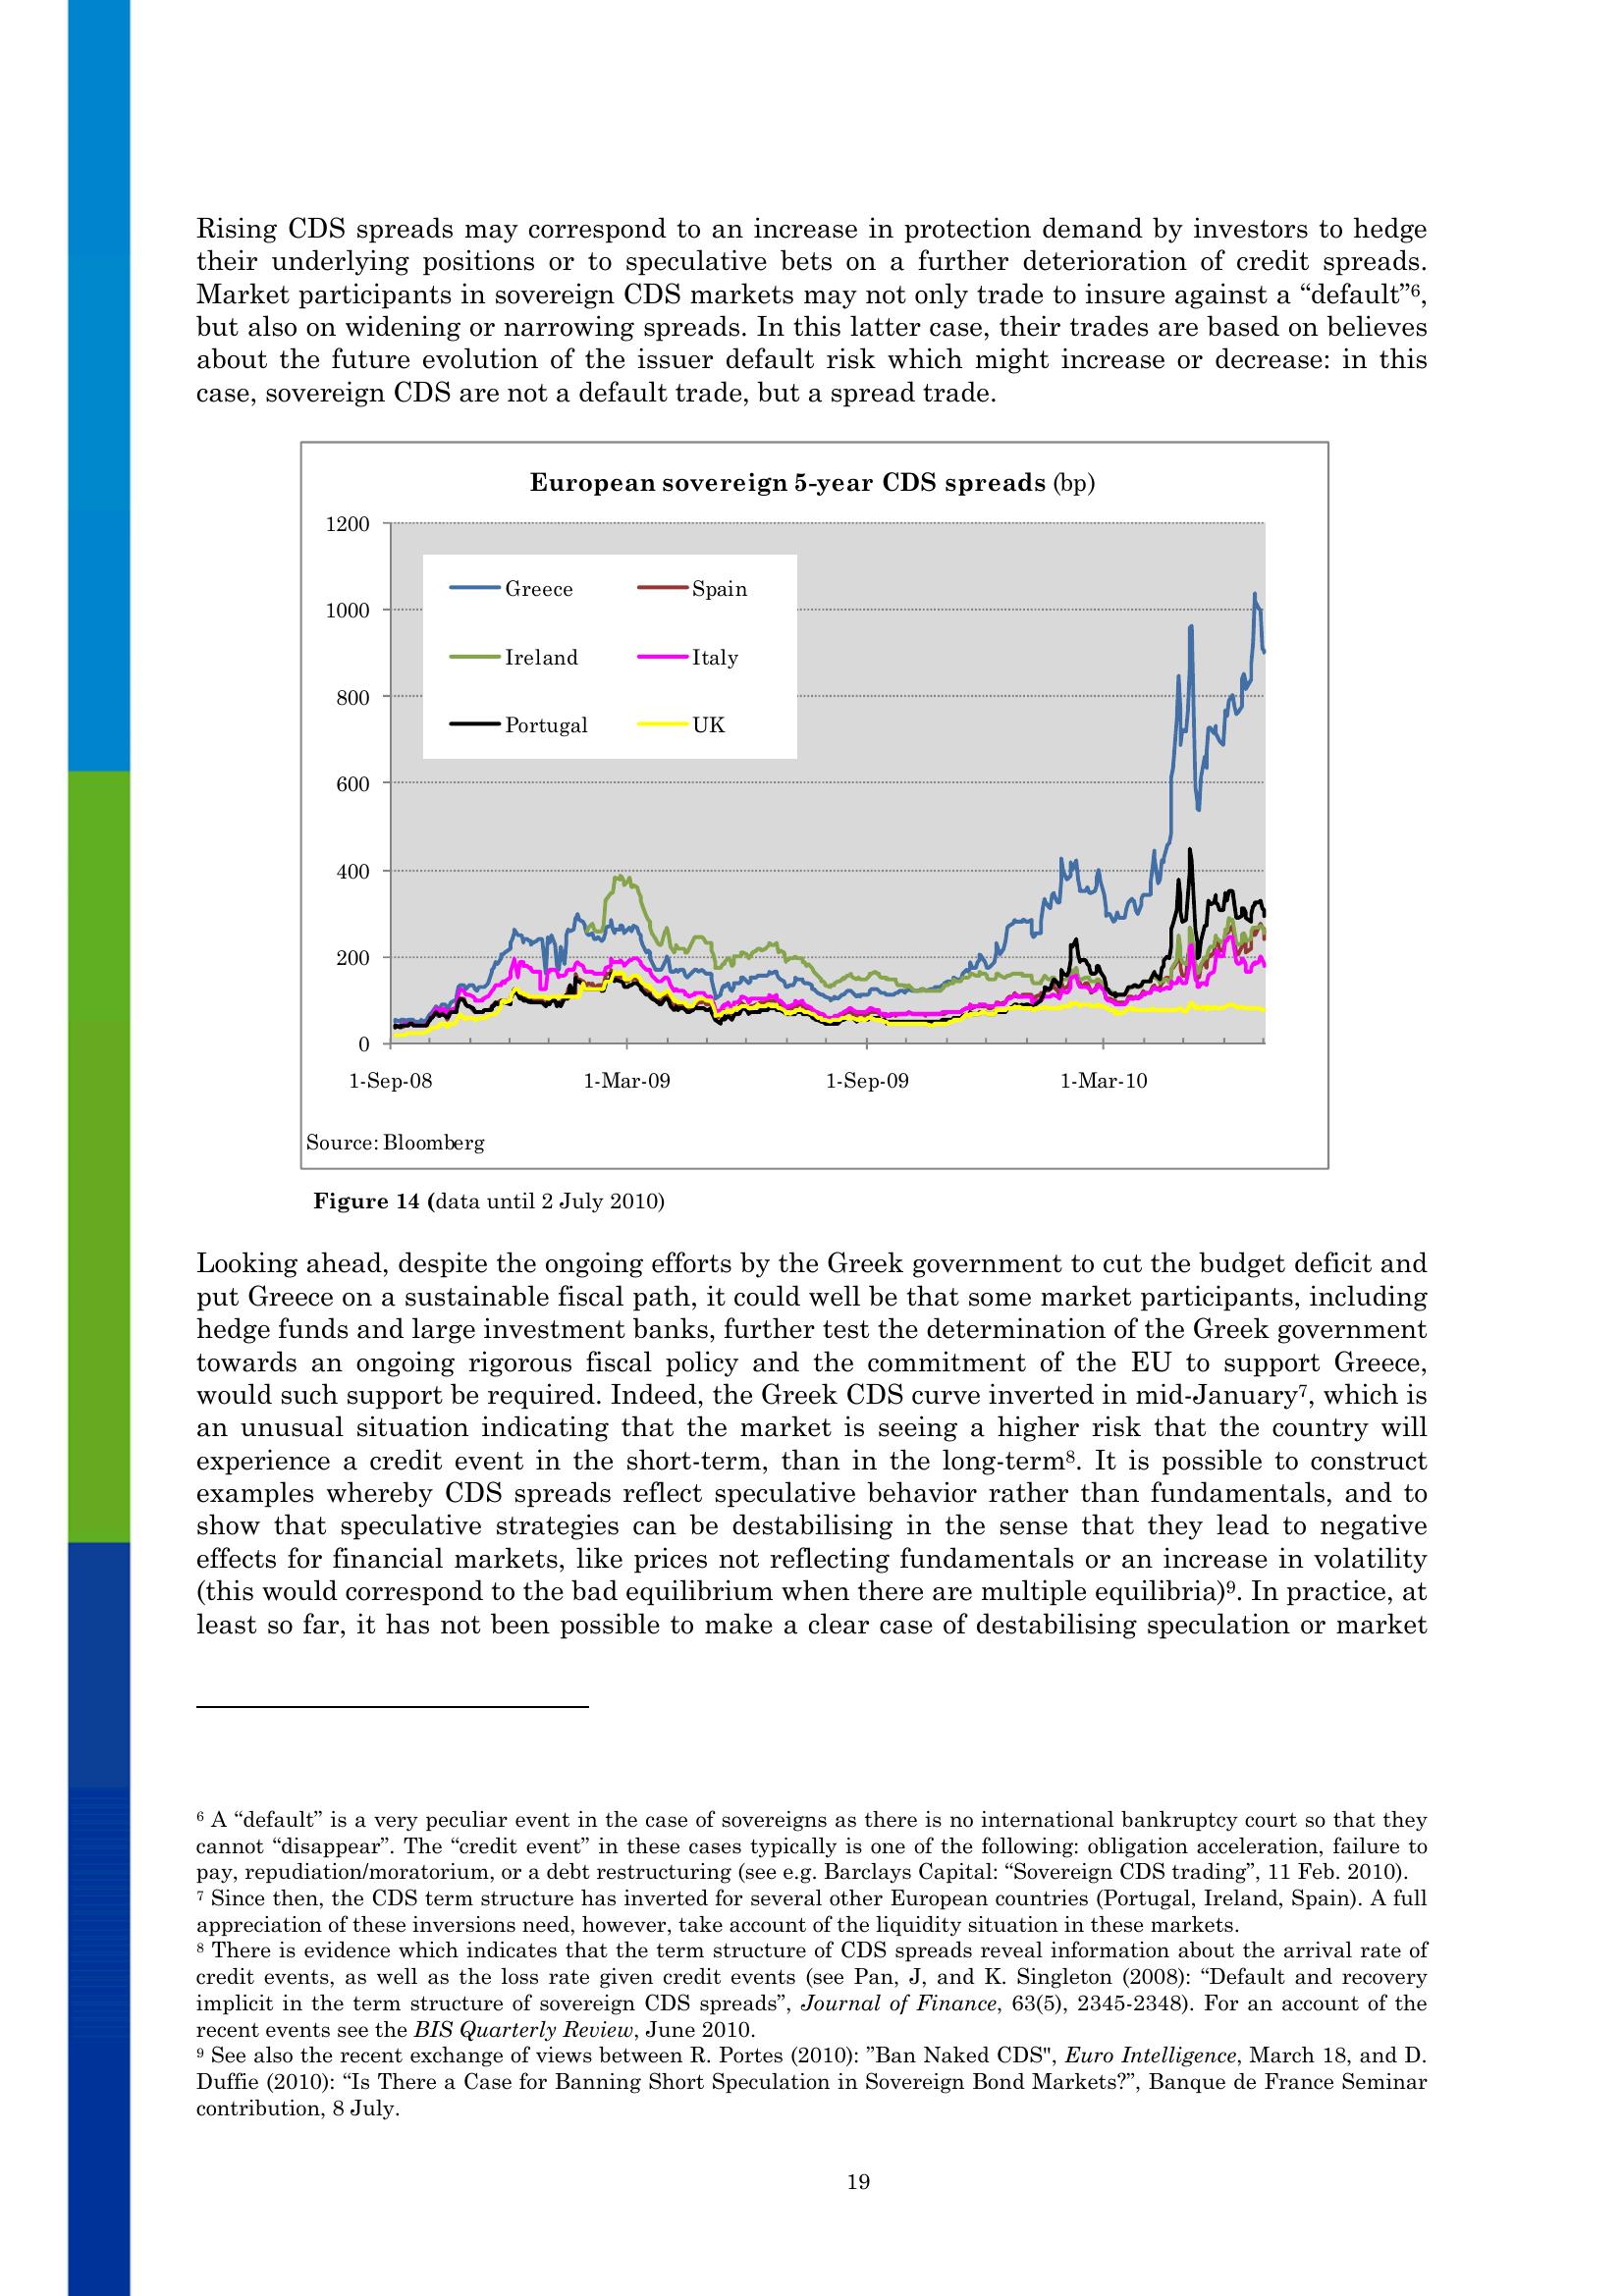 Rising CDS spreads may correspond to an increase in protection demand by investors to hedge
their underlying positions or to speculative bets on a further deterioration of credit spreads.
Market participants in sovereign CDS markets may not only trade to insure against a “default”⁶,
but also on widening or narrowing spreads. In this latter case, their trades are based on believes
about the future evolution of the issuer default risk which might increase or decrease: in this
case, sovereign CDS are not a default trade, but a spread trade.
European sovereign 5-year CDS spreads (bp)
1200
1000
800
600
400
200
0
Greece
Spain
Ireland
Italy
Portugal
UK
1-Sep-08
1-Mar-09
1-Sep-09
1-Mar-10
Source: Bloomberg
Figure 14 (data until 2 July 2010)
Looking ahead, despite the ongoing efforts by the Greek government to cut the budget deficit and
put Greece on a sustainable fiscal path, it could well be that some market participants, including
hedge funds and large investment banks, further test the determination of the Greek government
towards an ongoing rigorous fiscal policy and the commitment of the EU to support Greece,
would such support be required. Indeed, the Greek CDS curve inverted in mid-January⁷, which is
an unusual situation indicating that the market is seeing a higher risk that the country will
experience a credit event in the short-term, than in the long-term⁸. It is possible to construct
examples whereby CDS spreads reflect speculative behavior rather than fundamentals, and to
show that speculative strategies can be destabilising in the sense that they lead to negative
effects for financial markets, like prices not reflecting fundamentals or an increase in volatility
(this would correspond to the bad equilibrium when there are multiple equilibria)⁹. In practice, at
least so far, it has not been possible to make a clear case of destabilising speculation or market
⁶ A “default” is a very peculiar event in the case of sovereigns as there is no international bankruptcy court so that they
cannot “disappear”. The “credit event” in these cases typically is one of the following: obligation acceleration, failure to
pay, repudiation/moratorium, or a debt restructuring (see e.g. Barclays Capital: “Sovereign CDS trading”, 11 Feb. 2010).
⁷ Since then, the CDS term structure has inverted for several other European countries (Portugal, Ireland, Spain). A full
appreciation of these inversions need, however, take account of the liquidity situation in these markets.
⁸ There is evidence which indicates that the term structure of CDS spreads reveal information about the arrival rate of
credit events, as well as the loss rate given credit events (see Pan, J, and K. Singleton (2008): “Default and recovery
implicit in the term structure of sovereign CDS spreads”, Journal of Finance, 63(5), 2345-2348). For an account of the
recent events see the BIS Quarterly Review, June 2010.
⁹ See also the recent exchange of views between R. Portes (2010): ”Ban Naked CDS", Euro Intelligence, March 18, and D.
Duffie (2010): “Is There a Case for Banning Short Speculation in Sovereign Bond Markets?”, Banque de France Seminar
contribution, 8 July.
19